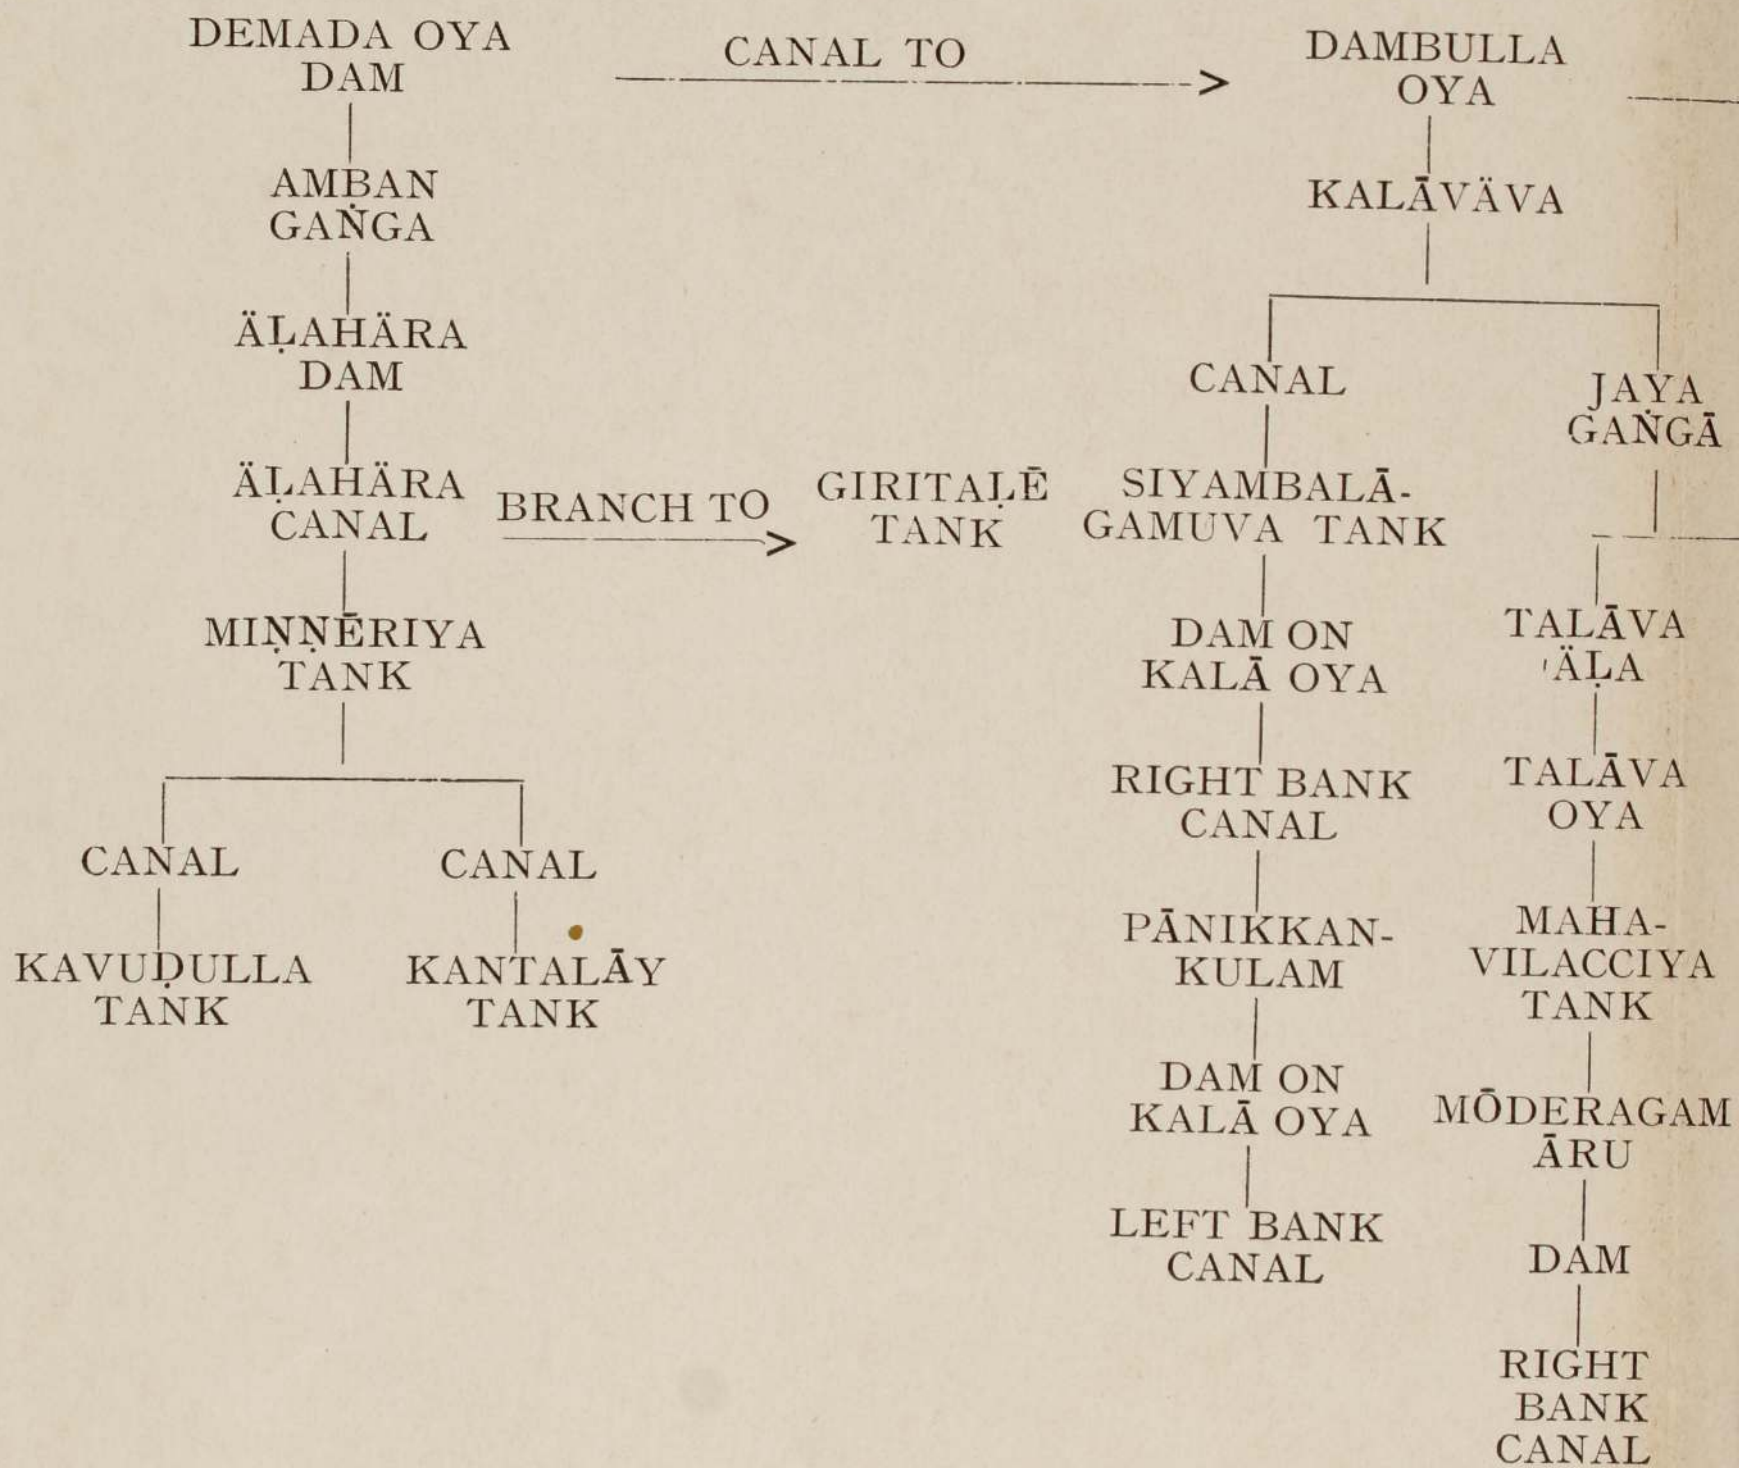 DEMADA OYA
DAM
CANAL TO
DAMBULLA
OYA
AMBAN
GAṄGA
KALĀVÄVA
ÄḶAHÄRA
DAM
CANAL
JAYA
GAṄGĀ
ÄḶAHÄRA
CANAL
BRANCH TO
GIRITAḶĒ
TANK
SIYAMBALĀ-
GAMUVA TANK
MIṆṆĒRIYA
TANK
DAM ON
KALĀ OYA
TALĀVA
ÄḶA
RIGHT BANK
CANAL
TALĀVA
OYA
CANAL
CANAL
KAVUḌULLA
TANK
KANTALĀY
TANK
PĀNIKKAN-
KULAM
MAHA-
VILACCIYA
TANK
DAM ON
KALĀ OYA
MŌDERAGAM
ĀRU
LEFT BANK
CANAL
DAM
RIGHT
BANK
CANAL